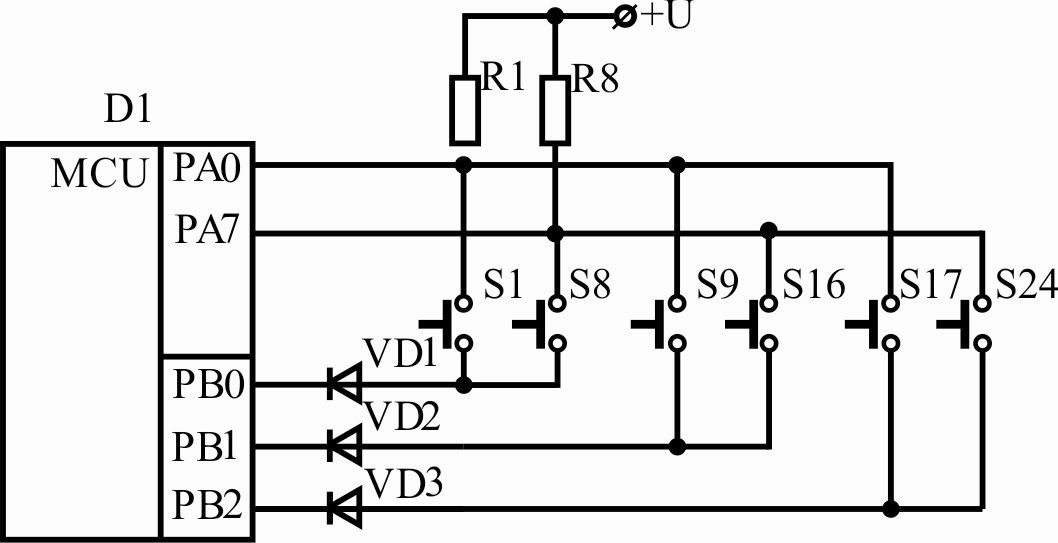 +U
R1 R8
D1
MCU PA0
PA7
S1 S8 S9 S16 S17 S24
VD1
PB0
VD2
PB1
VD3
PB2